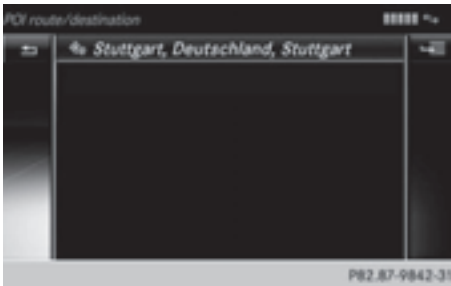 POI route/destination
Stuttgart, Deutschland, Stuttgart
P82.87-9842-31